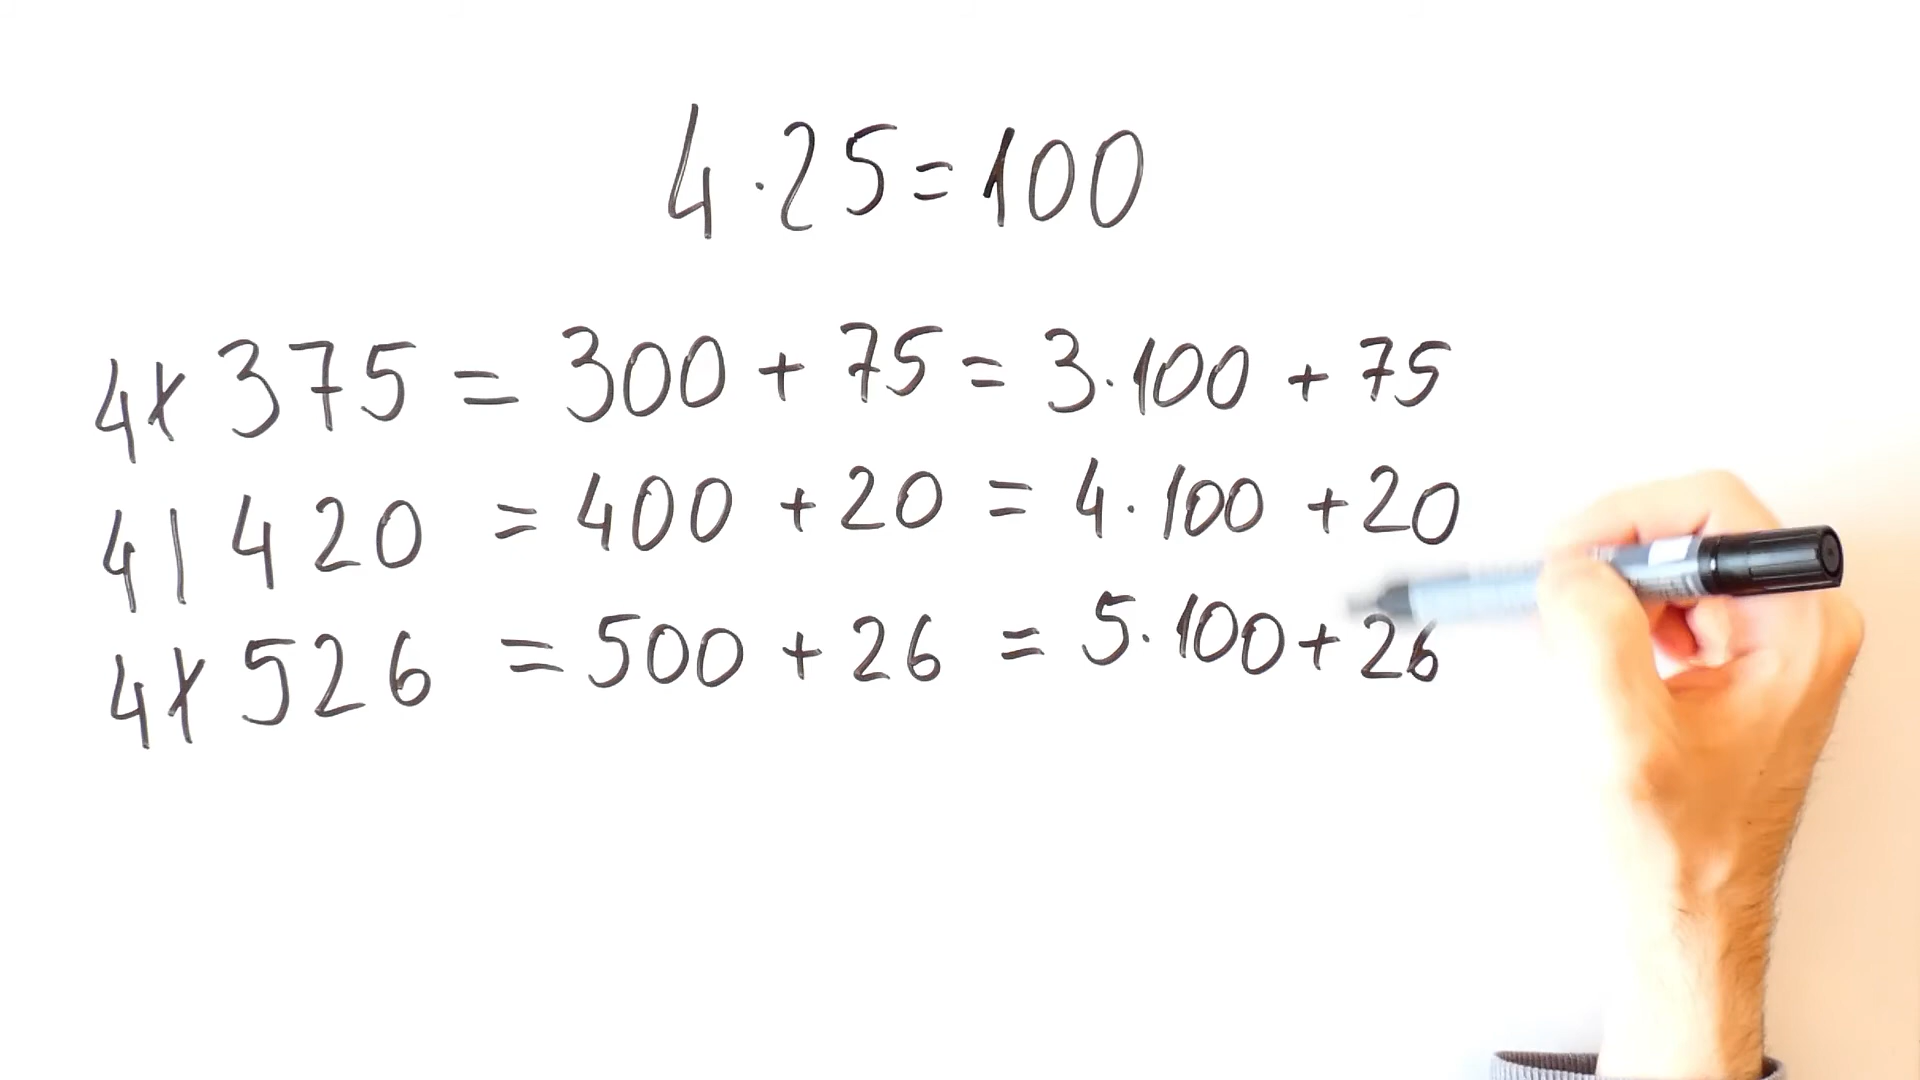 4 · 25 = 100
4∤ 375 = 300 + 75 = 3 · 100 + 75
4| 420 = 400 + 20 = 4 · 100 + 20
4∤ 526 = 500 + 26 = 5 · 100 + 26